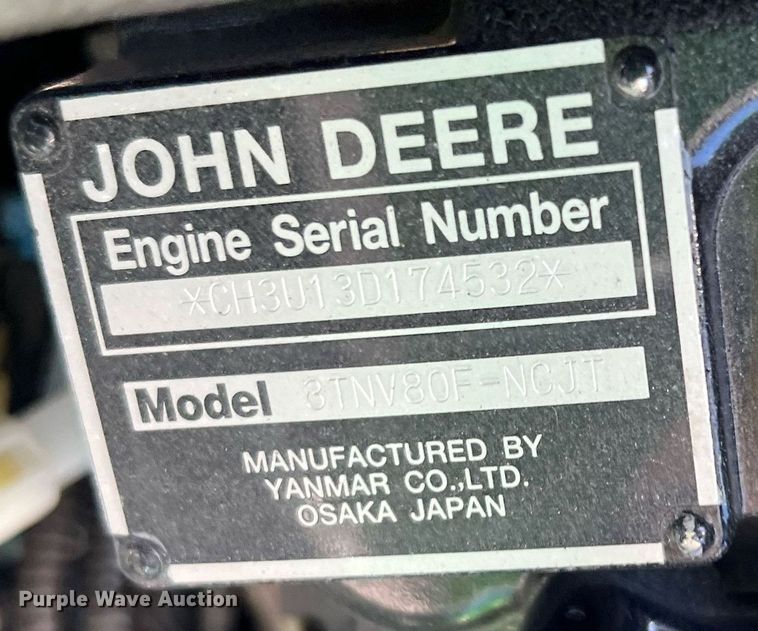 JOHN DEERE
Engine Serial Number
*CH3U13D174532*
Model 3TNV80F-NCJT
MANUFACTURED BY
YANMAR CO.,LTD.
OSAKA JAPAN
Purple Wave Auction